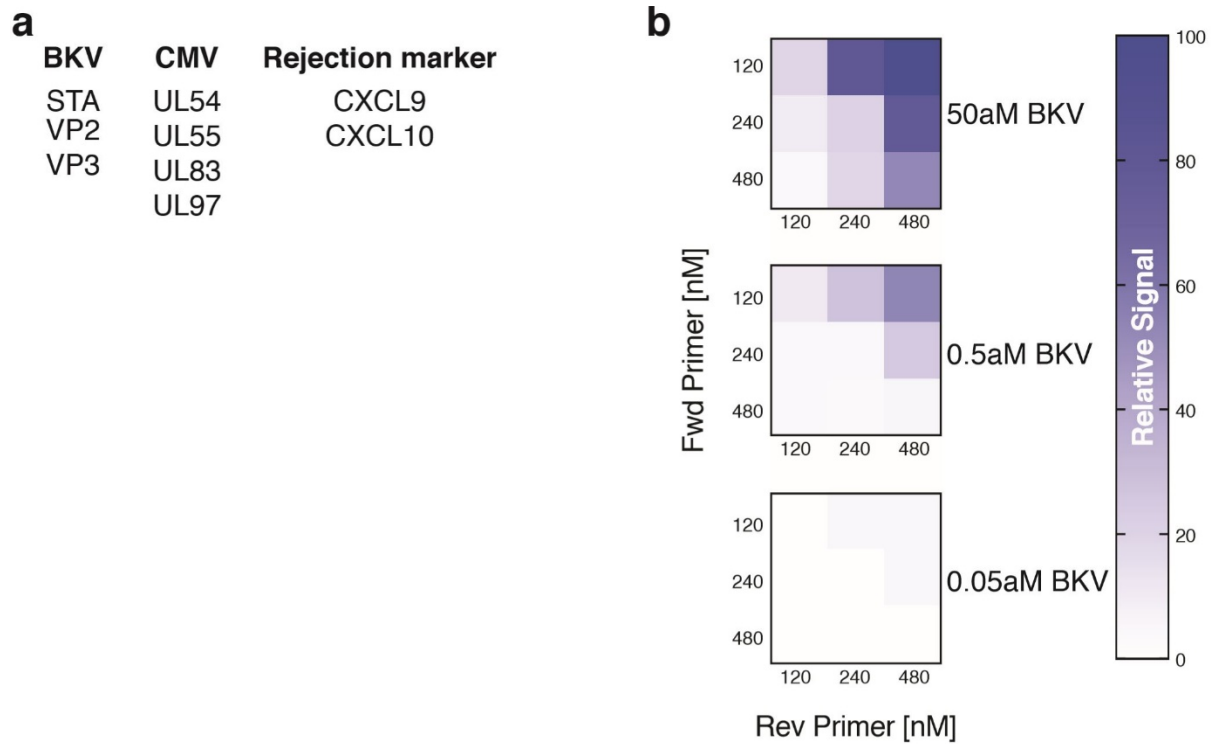 a
BKV CMV Rejection marker
STA UL54 CXCL9
VP2 UL55 CXCL10
VP3 UL83
UL97
b
120
240
480
120 240 480
50aM BKV
120
240
480
120 240 480
0.5aM BKV
120
240
480
120 240 480
0.05aM BKV
Fwd Primer [nM]
Rev Primer [nM]
100
80
60
40
20
0
Relative Signal